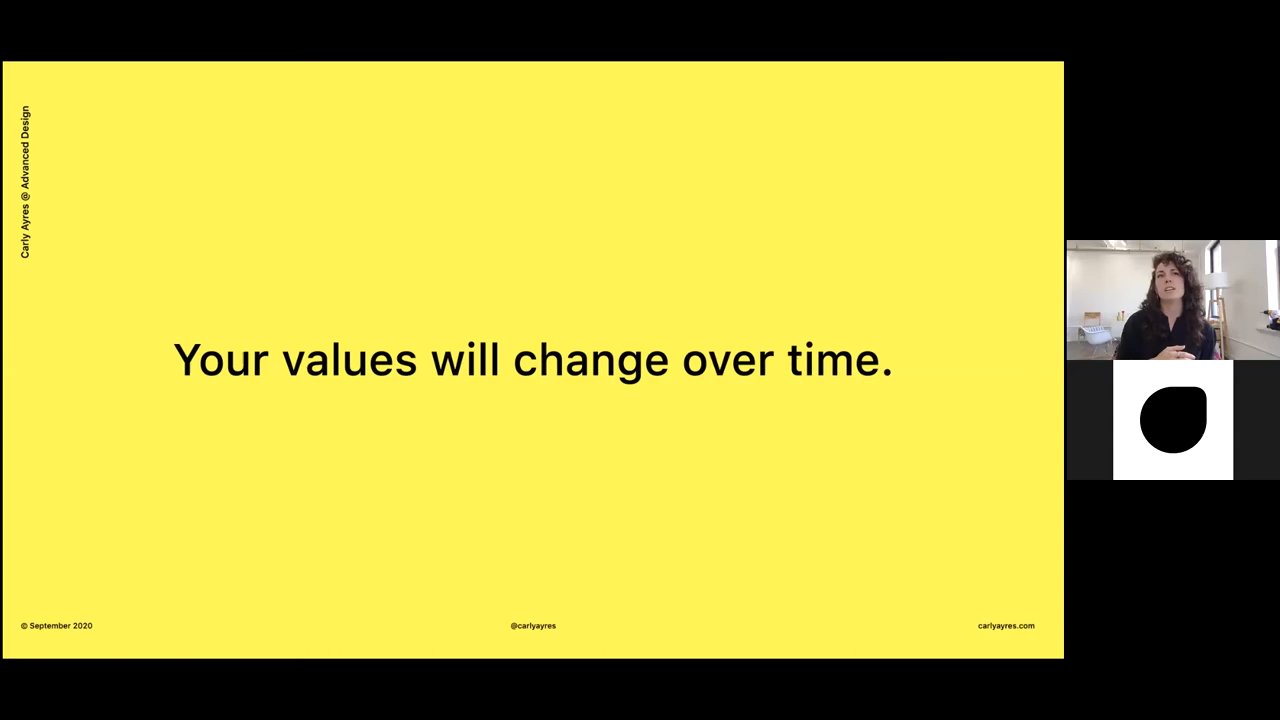 Carly Ayres @ Advanced Design
Your values will change over time.
© September 2020
@carlyayres
carlyayres.com